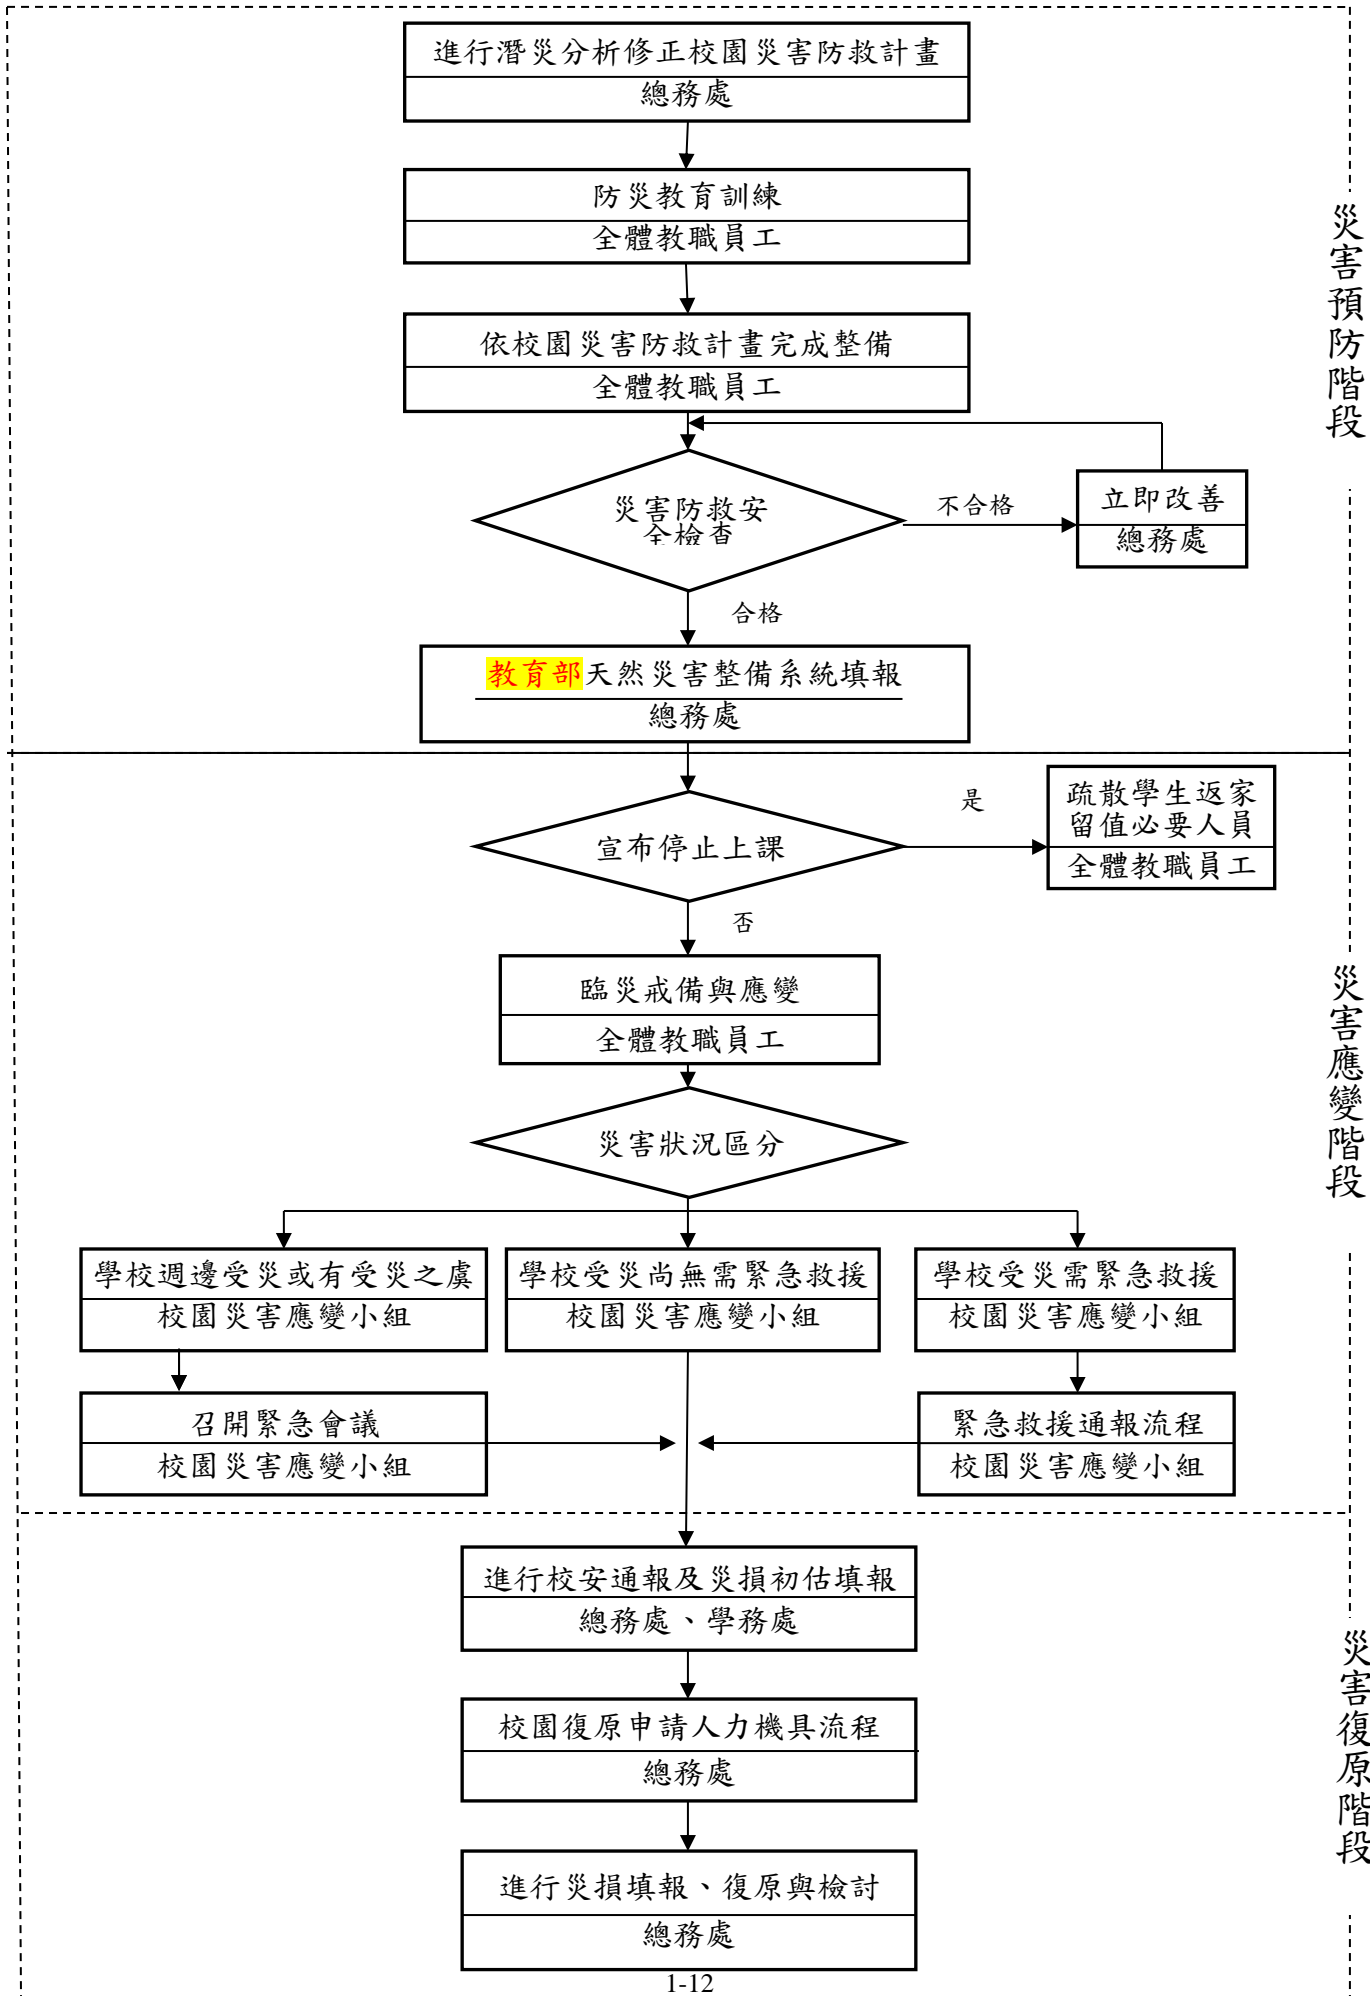 進行潛災分析修正校園災害防救計畫
總務處
防災教育訓練
全體教職員工
依校園災害防救計畫完成整備
全體教職員工
災害預防階段
災害防救安
全檢查
不合格
立即改善
總務處
合格
教育部天然災害整備系統填報
總務處
宣布停止上課
是
疏散學生返家
留值必要人員
全體教職員工
否
臨災戒備與應變
全體教職員工
災害應變階段
災害狀況區分
學校週邊受災或有受災之虞
校園災害應變小組
學校受災尚無需緊急救援
校園災害應變小組
學校受災需緊急救援
校園災害應變小組
召開緊急會議
校園災害應變小組
緊急救援通報流程
校園災害應變小組
進行校安通報及災損初估填報
總務處、學務處
災害復原階段
校園復原申請人力機具流程
總務處
進行災損填報、復原與檢討
總務處
1-12